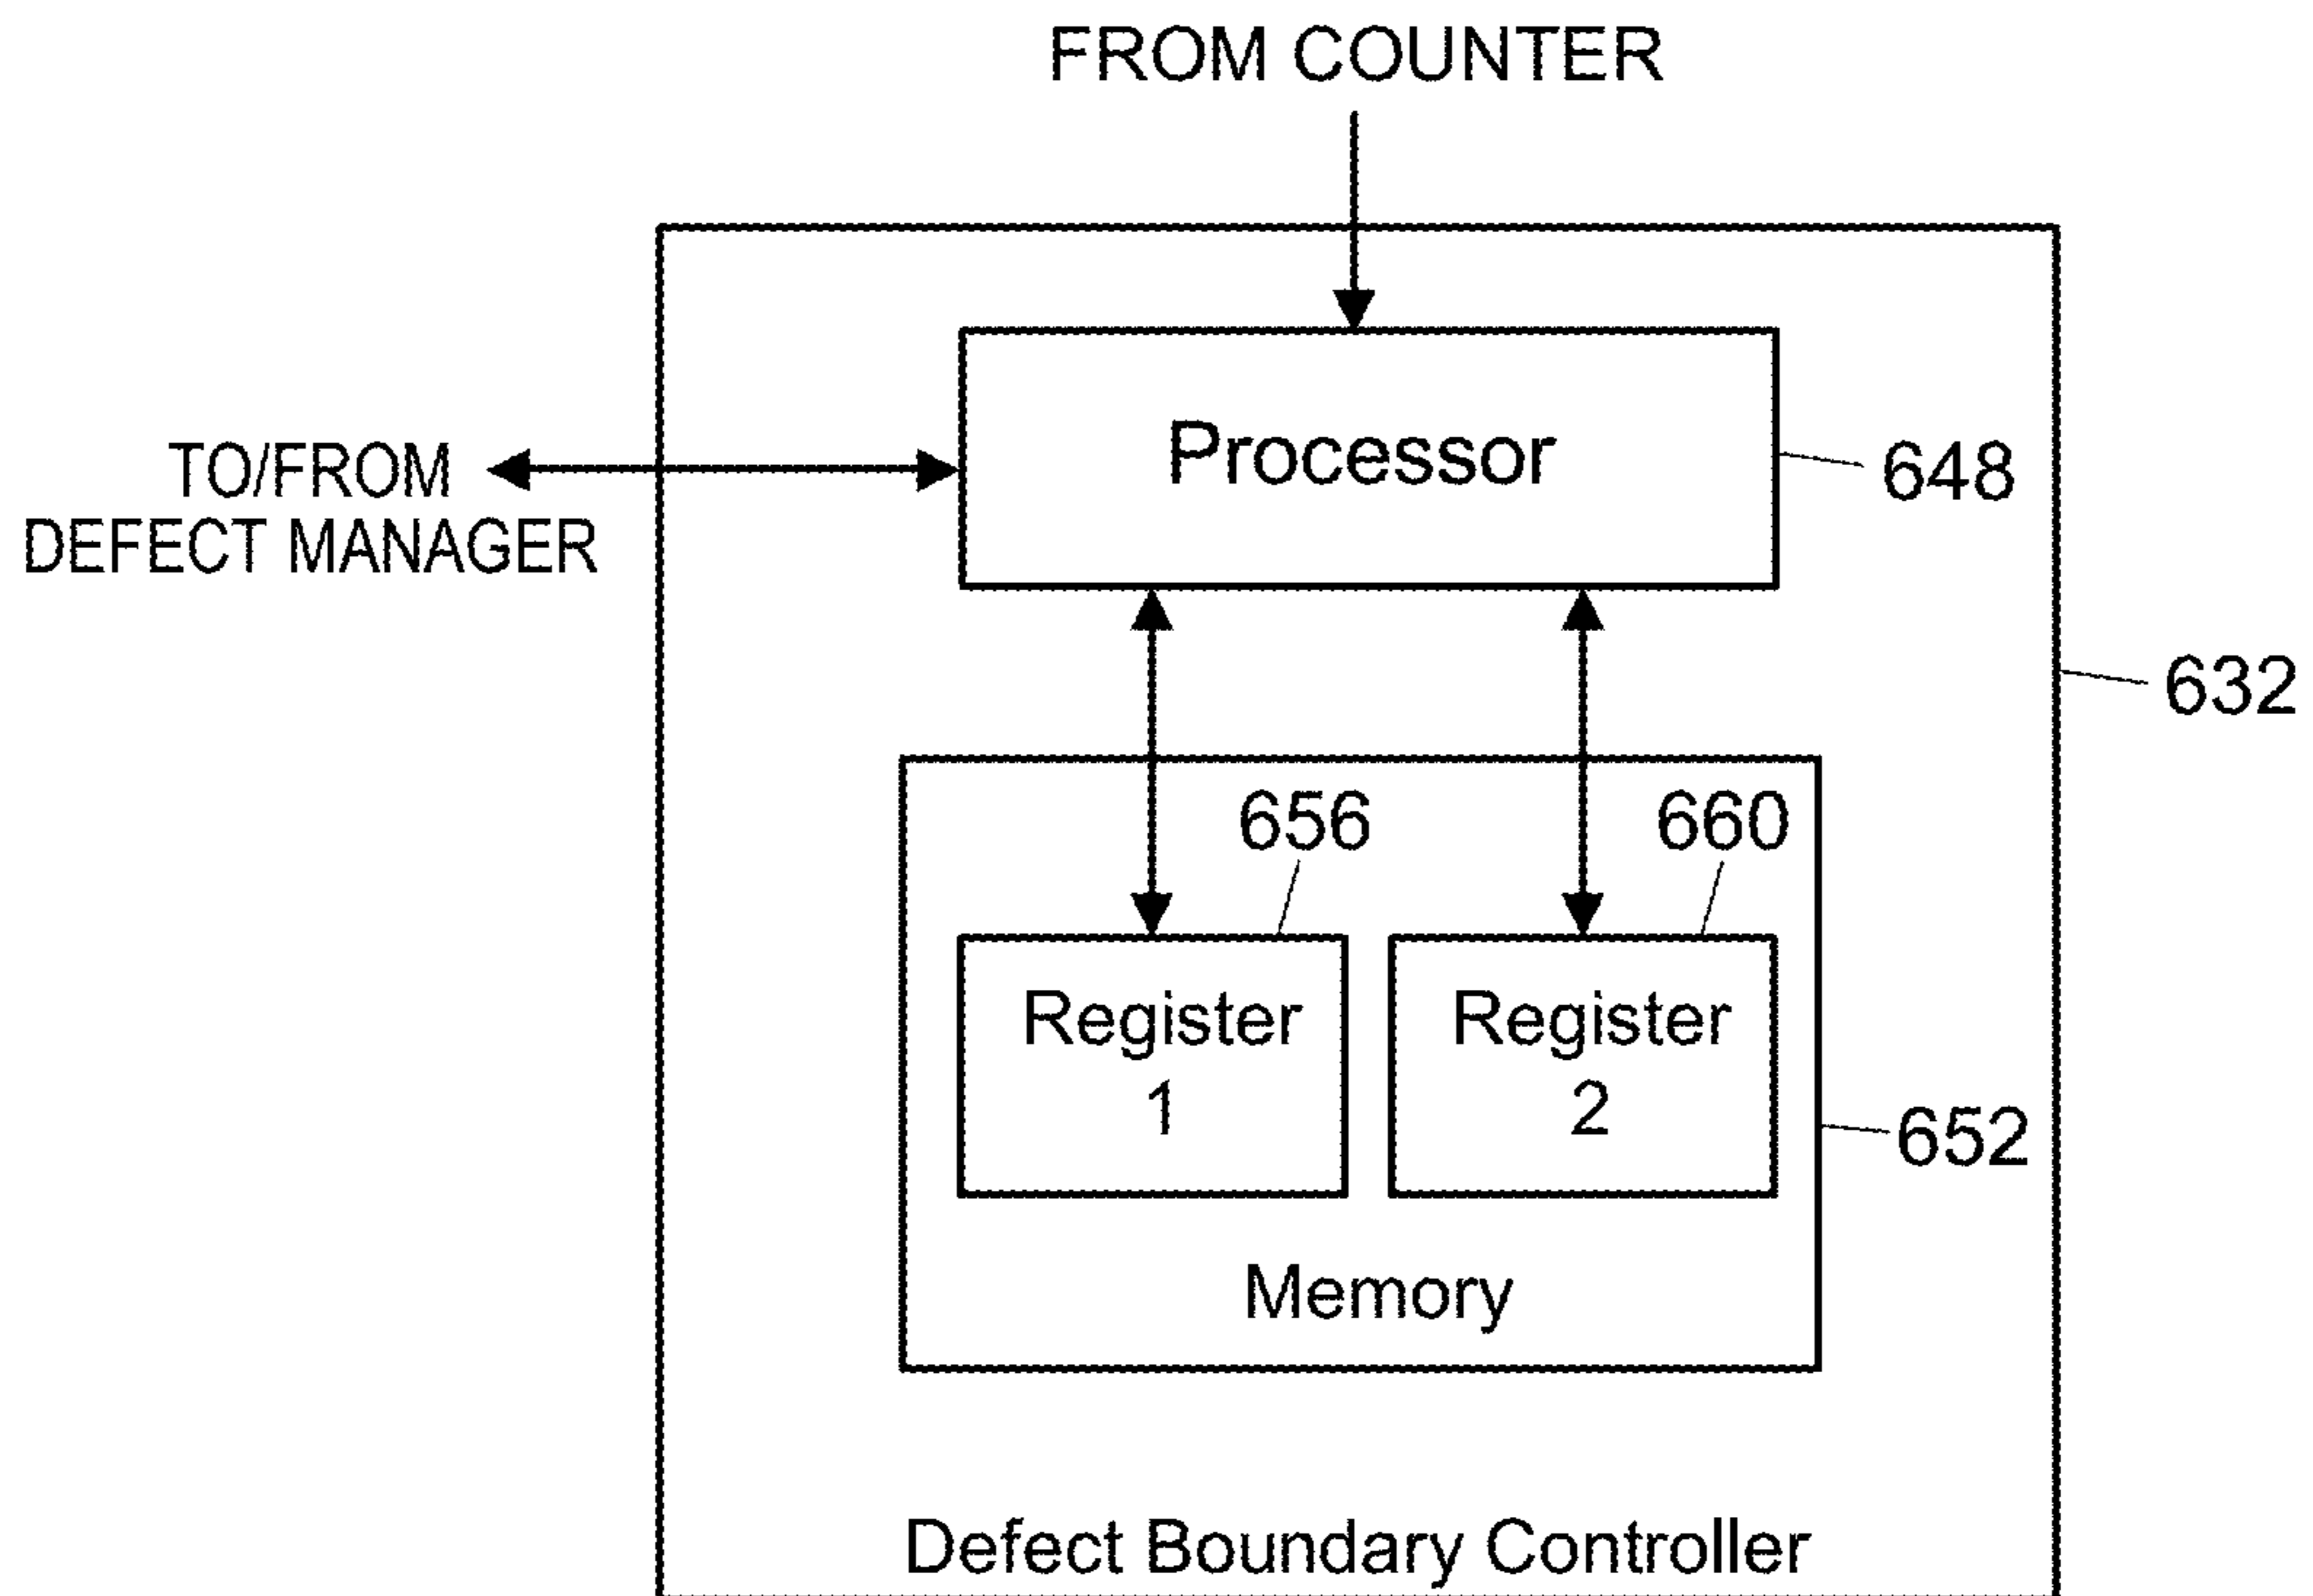 FROM COUNTER
Processor
648
TO/FROM
DEFECT MANAGER
632
656
660
Register
1
Register
2
652
Memory
Defect Boundary Controller